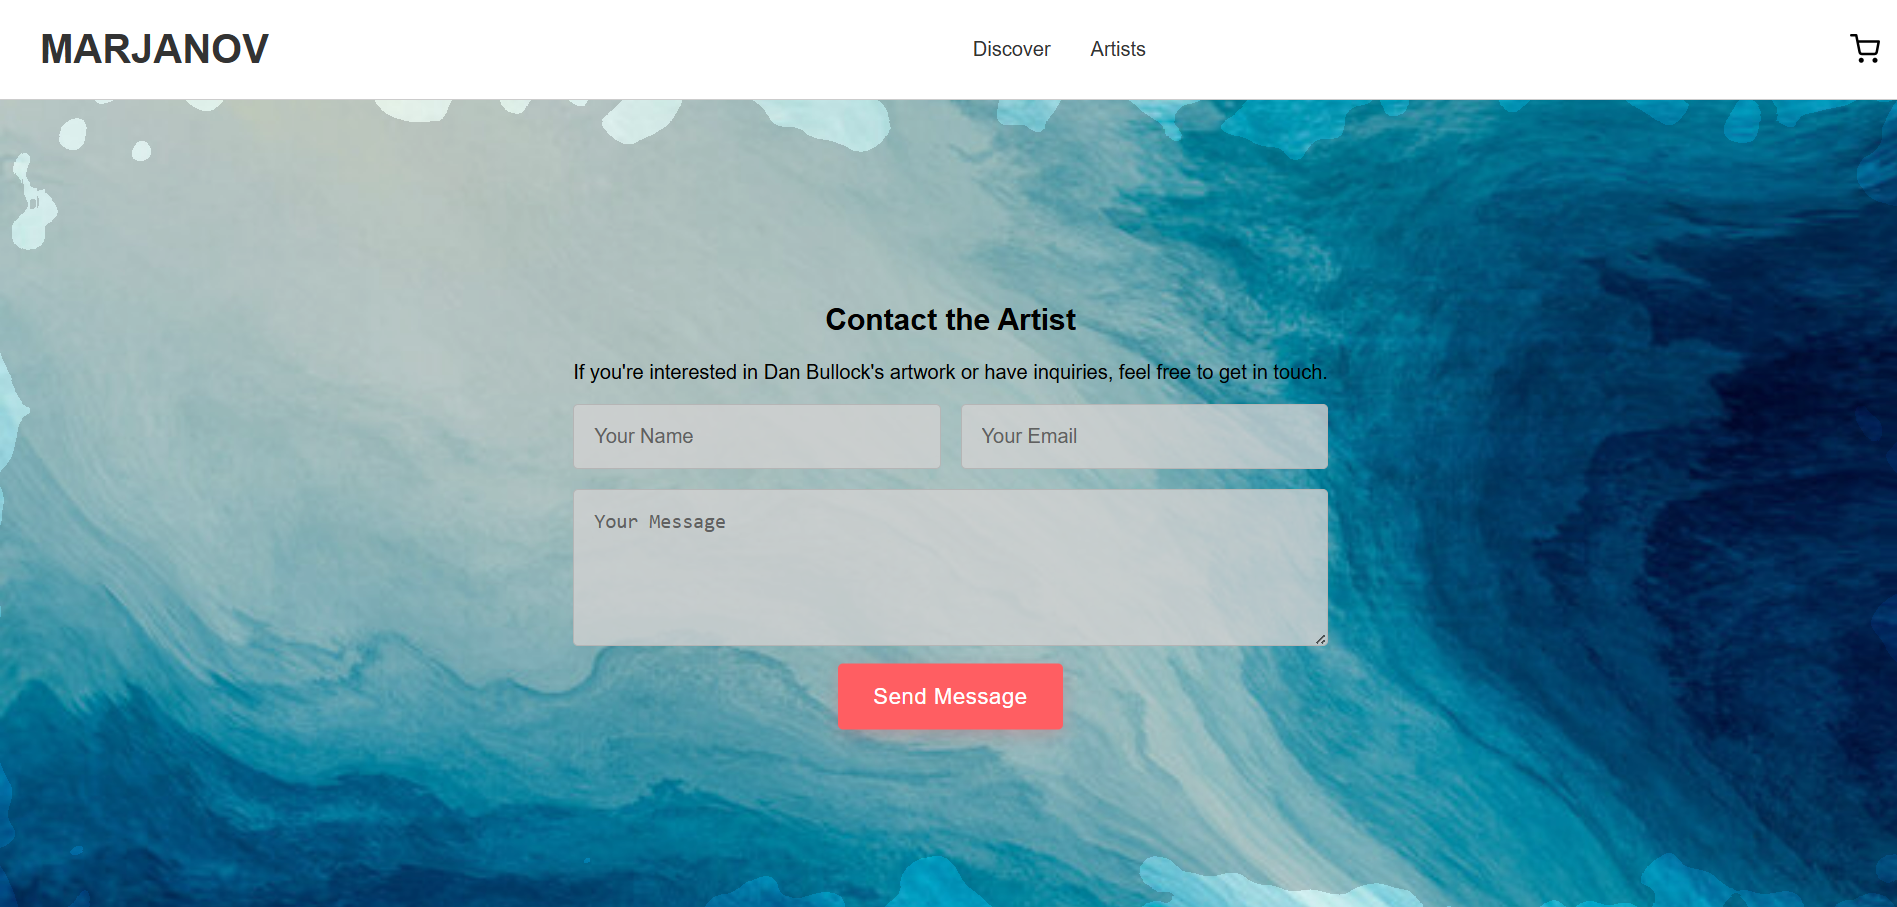 MARJANOV
Discover
Artists
Contact the Artist
If you're interested in Dan Bullock's artwork or have inquiries, feel free to get in touch.
Your Name
Your Email
Your Message
Send Message